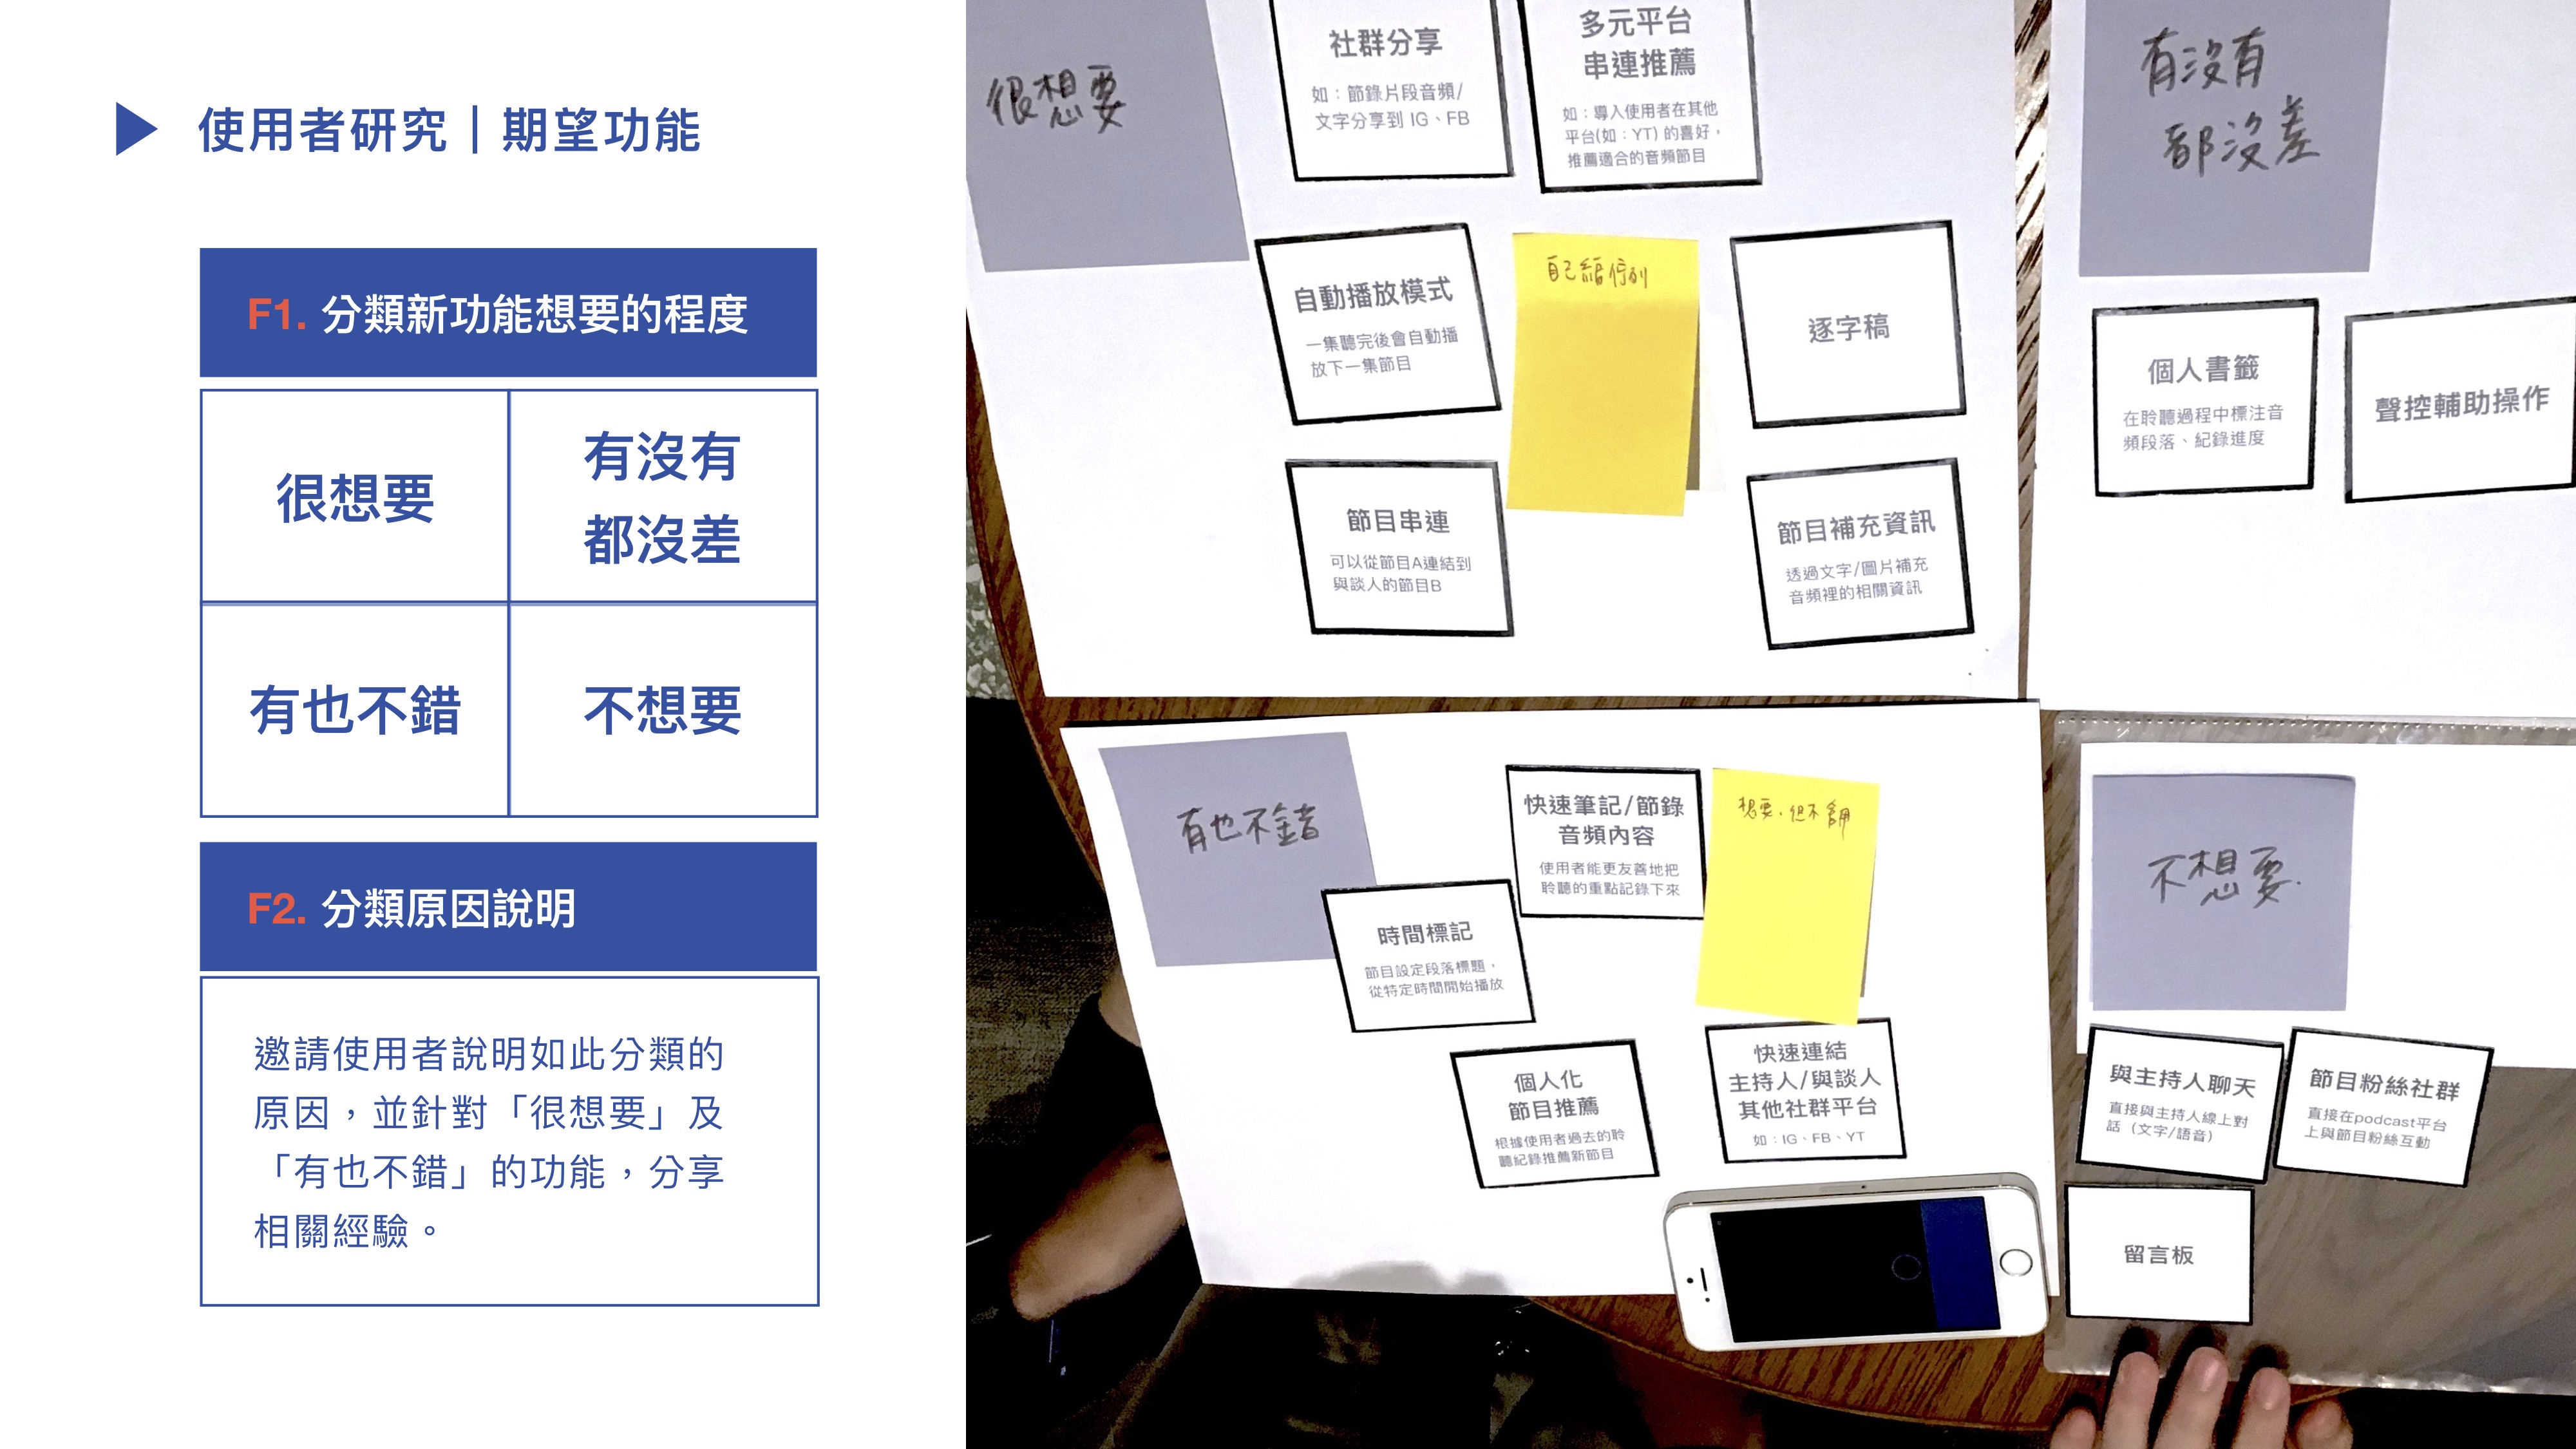 使用者研究｜期望功能
F1. 分類新功能想要的程度
很想要
有沒有
都沒差
有也不錯
不想要
F2. 分類原因說明
邀請使用者說明如此分類的
原因，並針對「很想要」及
「有也不錯」的功能，分享
相關經驗。
很想要
社群分享
如：節錄片段音頻/
文字分享到 IG、FB
多元平台
串連推薦
如：導入使用者在其他
平台(如：YT) 的喜好，
推薦適合的音頻節目
自動播放模式
一集聽完後會自動播
放下一集節目
自己
逐字稿
節目串連
可以從節目A連結到
與談人的節目B
節目補充資訊
透過文字/圖片補充
音頻裡的相關資訊
有沒有
都沒差
個人書籤
在聆聽過程中標注音
頻段落、紀錄進度
聲控輔助操作
有也不錯
快速筆記/節錄
音頻內容
使用者能更友善地把
聆聽的重點記錄下來
想要，但不
時間標記
節目設定段落標題，
從特定時間開始播放
個人化
節目推薦
根據使用者過去的聆
聽紀錄推薦新節目
快速連結
主持人/與談人
其他社群平台
如：IG、FB、YT
不想要.
與主持人聊天
直接與主持人線上對
話（文字/語音）
節目粉絲社群
直接在podcast平台
上與節目粉絲互動
留言板